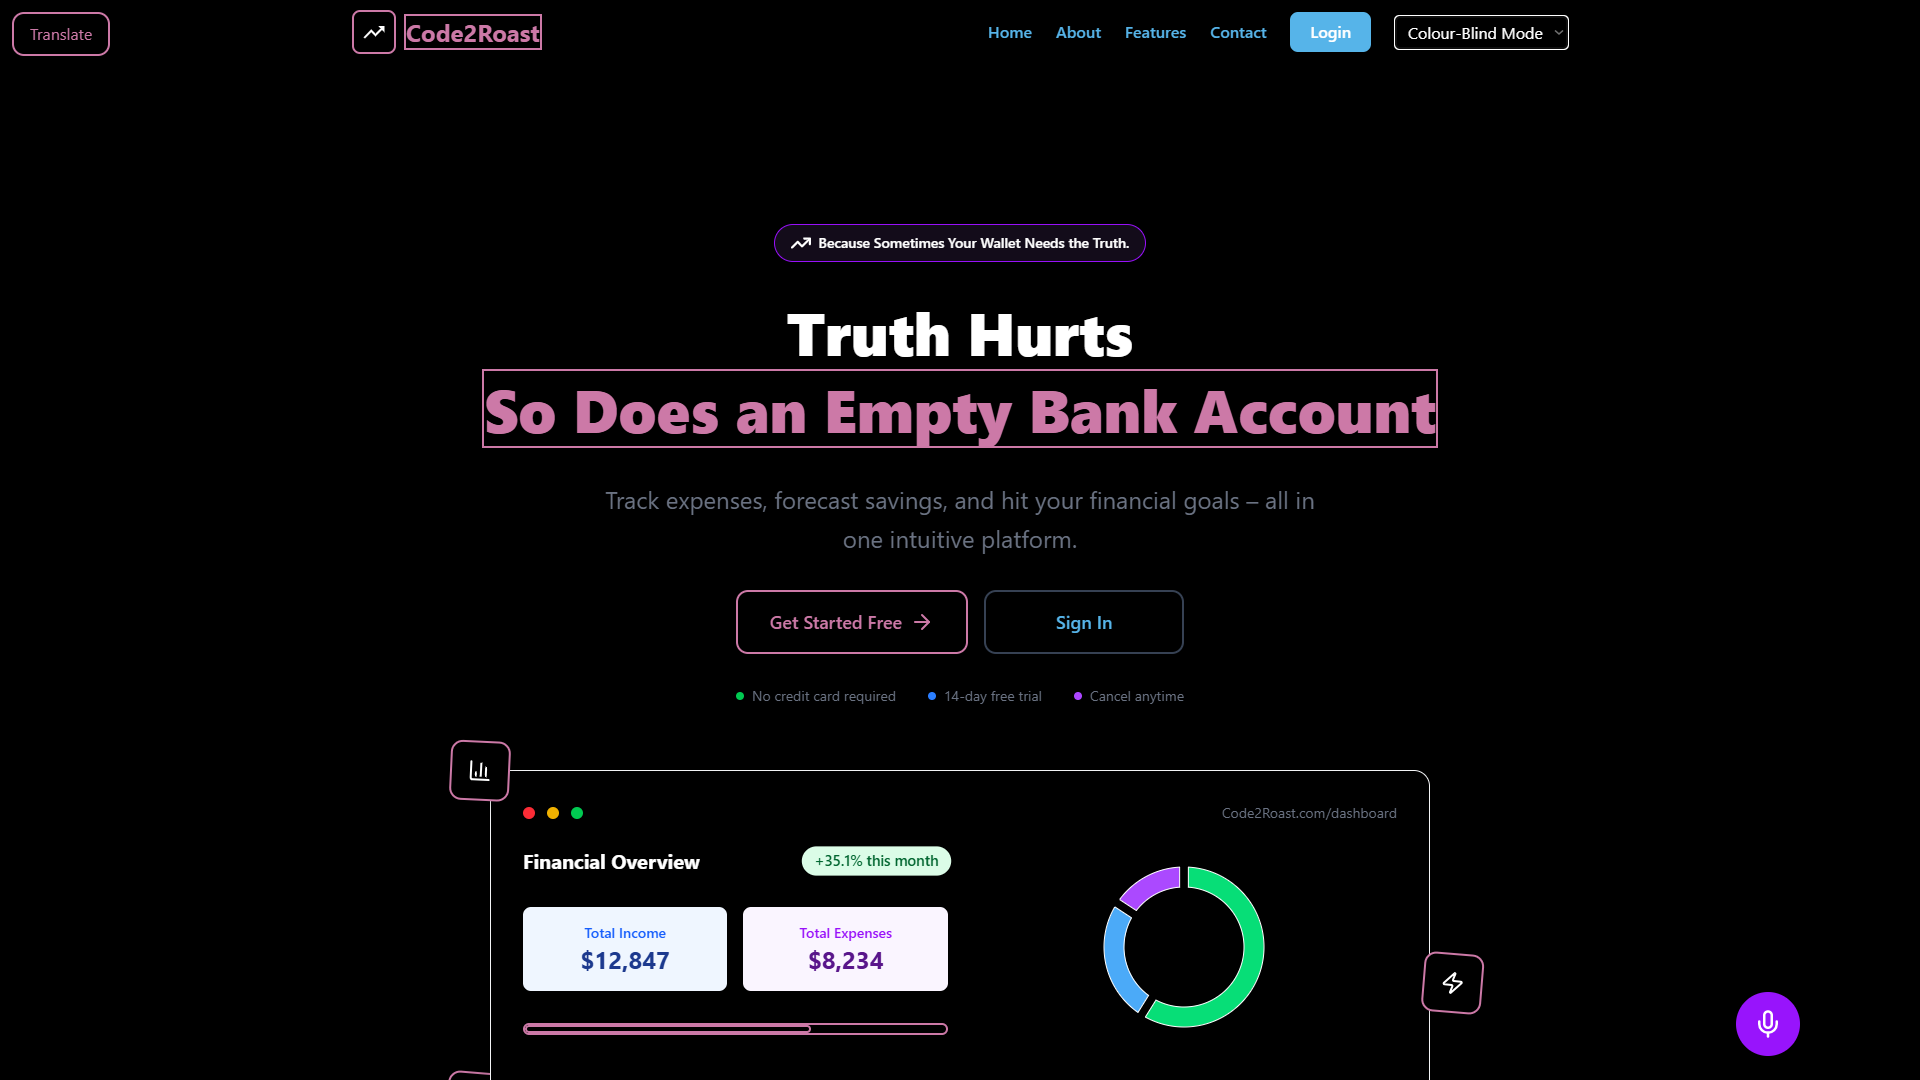 Translate
Code2Roast
Home
About
Features
Contact
Login
Colour-Blind Mode
Because Sometimes Your Wallet Needs the Truth.
Truth Hurts
So Does an Empty Bank Account
Track expenses, forecast savings, and hit your financial goals – all in
one intuitive platform.
Get Started Free
Sign In
No credit card required
14-day free trial
Cancel anytime
Code2Roast.com/dashboard
Financial Overview
+35.1% this month
Total Income
$12,847
Total Expenses
$8,234